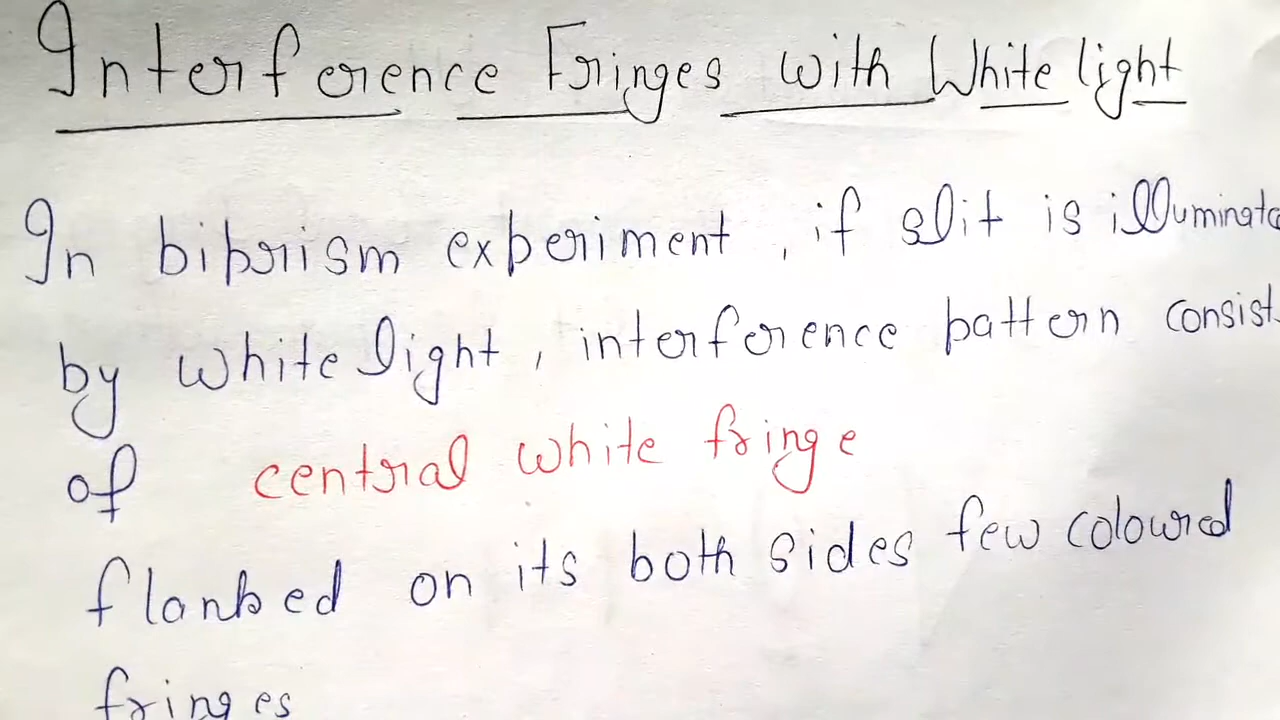 Interference Fringes with White light
In biprism experiment, if slit is illuminate
by white light, interference pattern consist
of central white fringe
flanked on its both sides few coloured
fringes